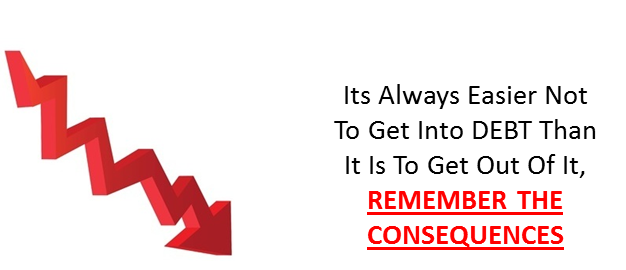 Its Always Easier Not
To Get Into DEBT Than
It Is To Get Out Of It,
REMEMBER THE
CONSEQUENCES